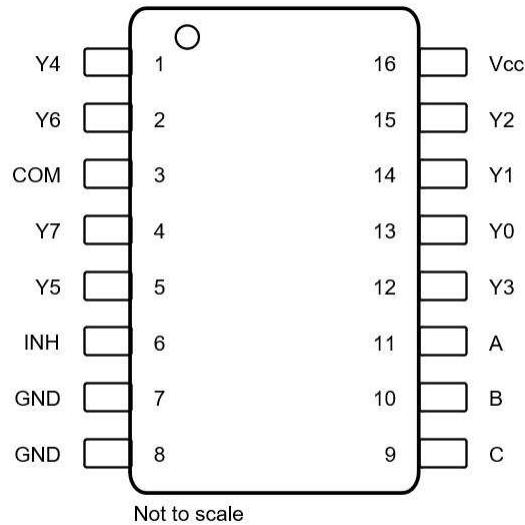 Y4 1 16 Vcc
Y6 2 15 Y2
COM 3 14 Y1
Y7 4 13 Y0
Y5 5 12 Y3
INH 6 11 A
GND 7 10 B
GND 8 9 C
Not to scale